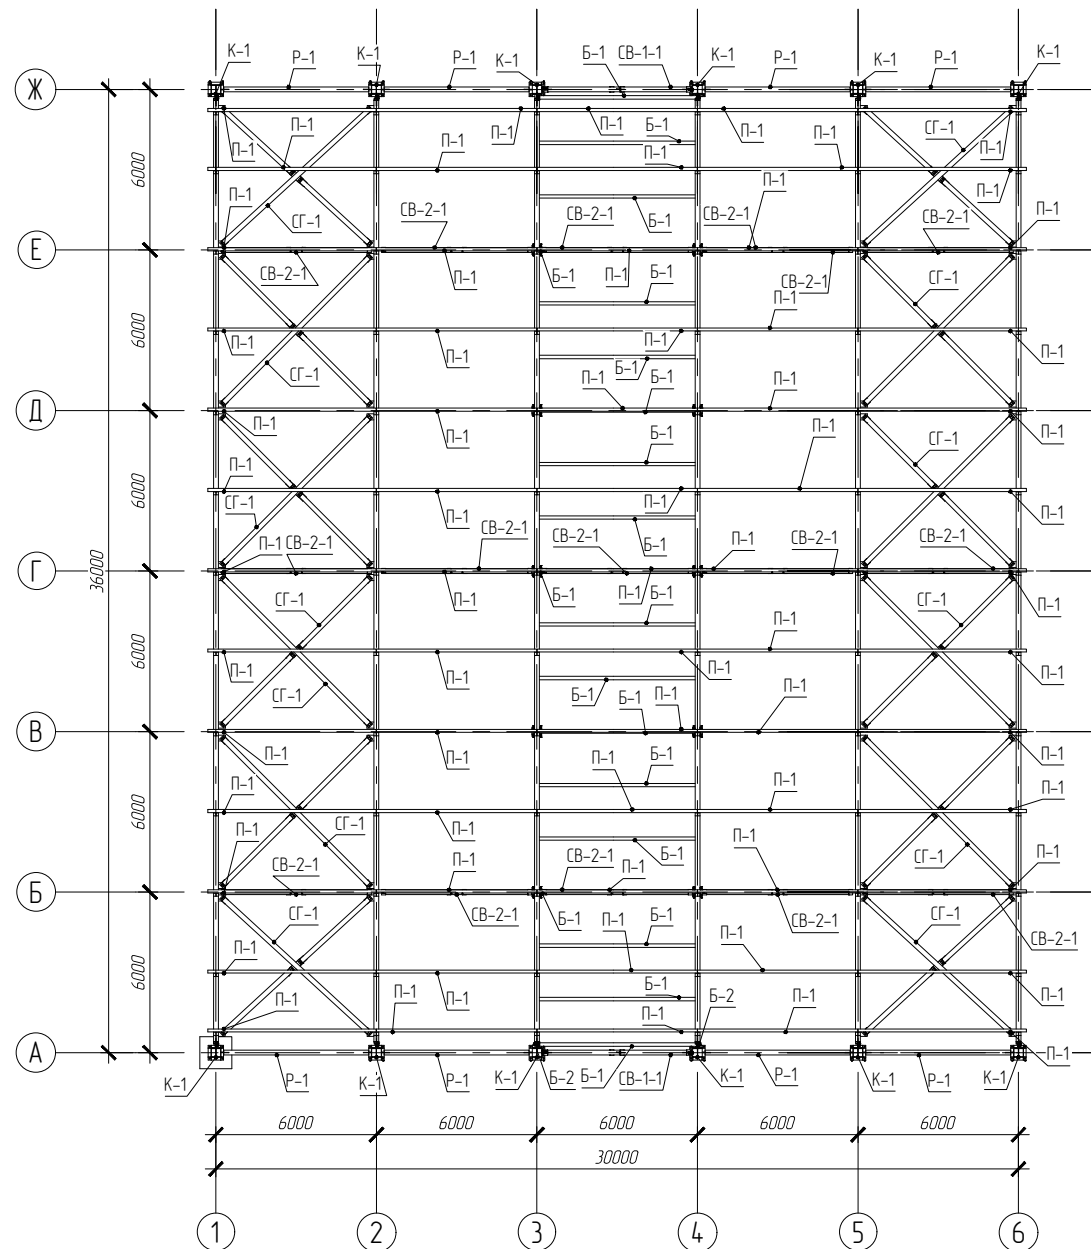 К-1 Р-1 К-1 Р-1 К-1 Б-1 СВ-1-1 К-1 Р-1 К-1 Р-1 К-1
Ж
П-1 П-1 П-1 П-1 Б-1 П-1 СГ-1 П-1
П-1 П-1 П-1 П-1
6000
СГ-1 СВ-2-1 СВ-2-1 Б-1 СВ-2-1 П-1 СВ-2-1 П-1
П-1
Е
СВ-2-1 П-1 Б-1 П-1 Б-1 СВ-2-1 СГ-1
6000
П-1 П-1 П-1 П-1 П-1
СГ-1 Б-1
П-1 Б-1 П-1
Д
П-1 П-1 П-1
Б-1 П-1 СГ-1
6000
П-1 П-1 П-1 П-1
СГ-1 Б-1
П-1 СВ-2-1 СВ-2-1 СВ-2-1 П-1 СВ-2-1 СВ-2-1
Г
36000
П-1 Б-1 П-1 Б-1 П-1
СГ-1 СГ-1
6000
П-1 П-1 П-1 П-1 П-1
СГ-1 Б-1
Б-1 П-1 П-1
В
П-1 П-1 П-1
Б-1
6000
П-1 П-1 П-1 П-1 П-1
СГ-1 Б-1 СГ-1
П-1 СВ-2-1 П-1 СВ-2-1 П-1 П-1 П-1
Б
СВ-2-1 Б-1 СВ-2-1 СВ-2-1
СГ-1 П-1 Б-1 П-1 СГ-1
6000
П-1 П-1 П-1
П-1 П-1 Б-1 П-1 Б-2 П-1
А
П-1
К-1 Р-1 К-1 Р-1 К-1 Б-2 Б-1 СВ-1-1 К-1 Р-1 К-1 Р-1 К-1
6000 6000 6000 6000 6000
30000
1 2 3 4 5 6